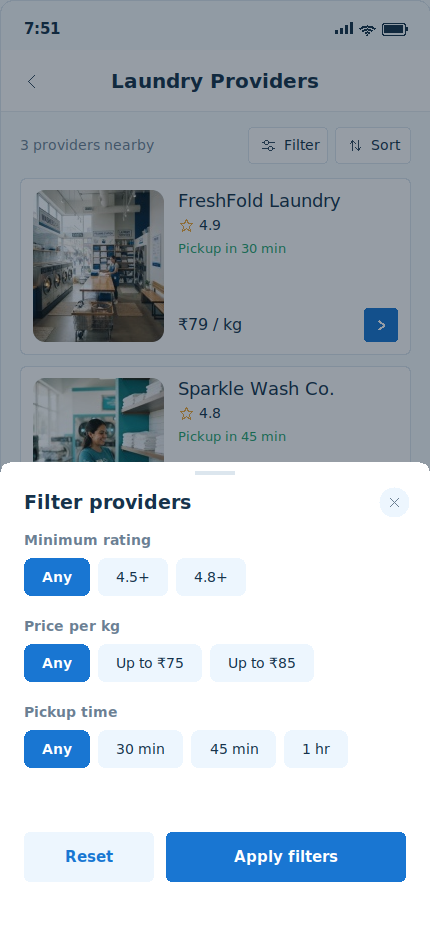 7:51
Laundry Providers
3 providers nearby
Filter
Sort
FreshFold Laundry
4.9
Pickup in 30 min
₹79 / kg
Sparkle Wash Co.
4.8
Pickup in 45 min
Filter providers
Minimum rating
Any
4.5+
4.8+
Price per kg
Any
Up to ₹75
Up to ₹85
Pickup time
Any
30 min
45 min
1 hr
Reset
Apply filters